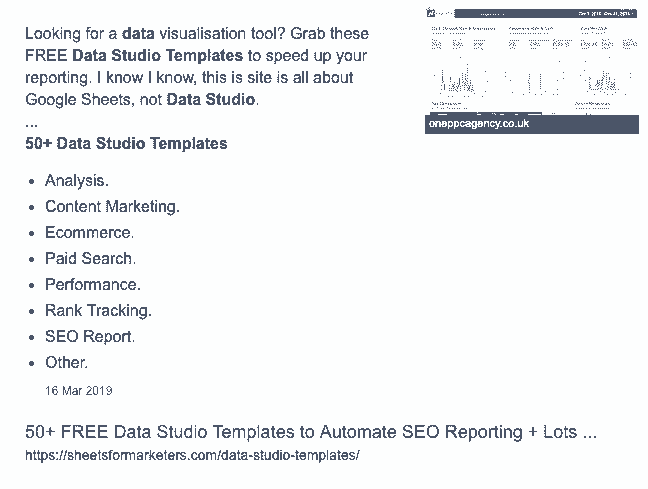 Looking for a data visualisation tool? Grab these
FREE Data Studio Templates to speed up your
reporting. I know I know, this is site is all about
Google Sheets, not Data Studio.
...
50+ Data Studio Templates
• Analysis.
• Content Marketing.
• Ecommerce.
• Paid Search.
• Performance.
• Rank Tracking.
• SEO Report.
• Other.
16 Mar 2019
onappcagency.co.uk
50+ FREE Data Studio Templates to Automate SEO Reporting + Lots ...
https://sheetsformarketers.com/data-studio-templates/